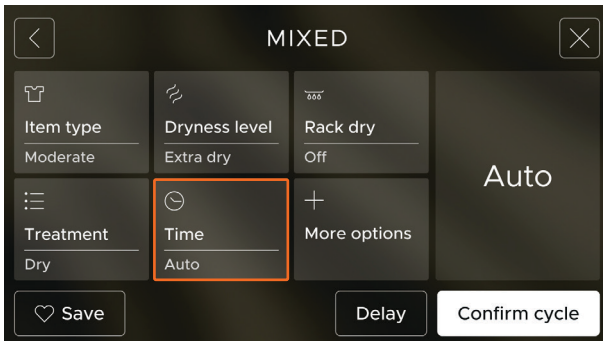 MIXED
Item type
Moderate
Dryness level
Extra dry
Rack dry
Off
Auto
Treatment
Dry
Time
Auto
More options
Save
Delay
Confirm cycle